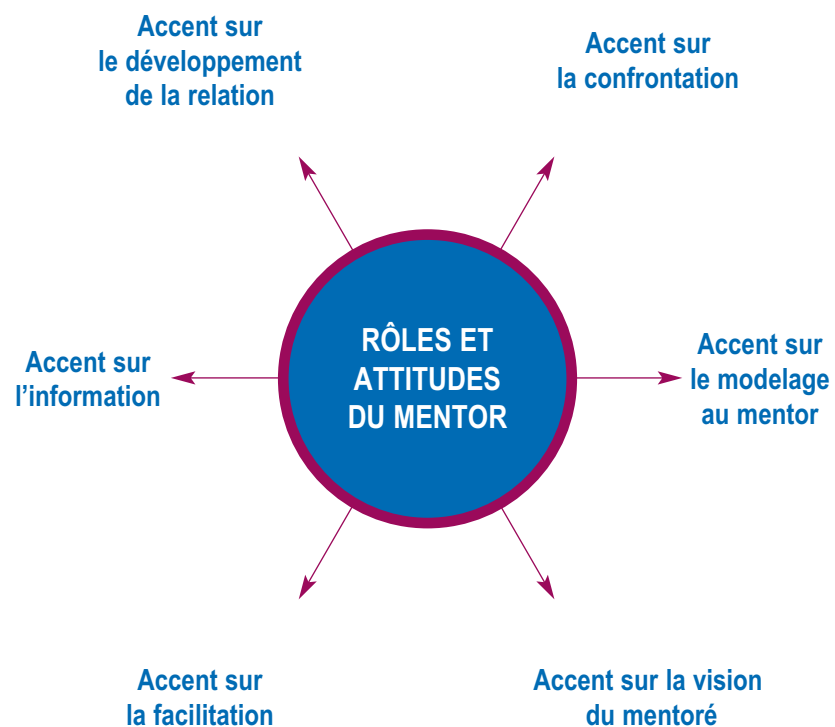 Accent sur
le développement
de la relation
Accent sur
la confrontation
RÔLES ET
ATTITUDES
DU MENTOR
Accent sur
l’information
Accent sur
le modelage
au mentor
Accent sur
la facilitation
Accent sur la vision
du mentoré